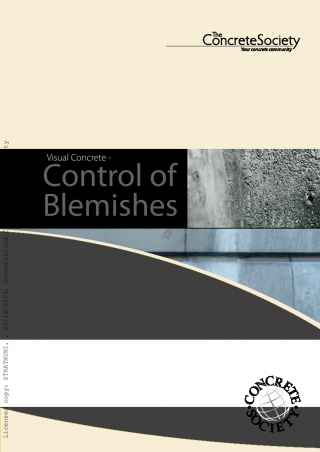 The
ConcreteSociety
Your concrete community
Visual Concrete -
Control of
Blemishes
CONCRETE
SOCIETY